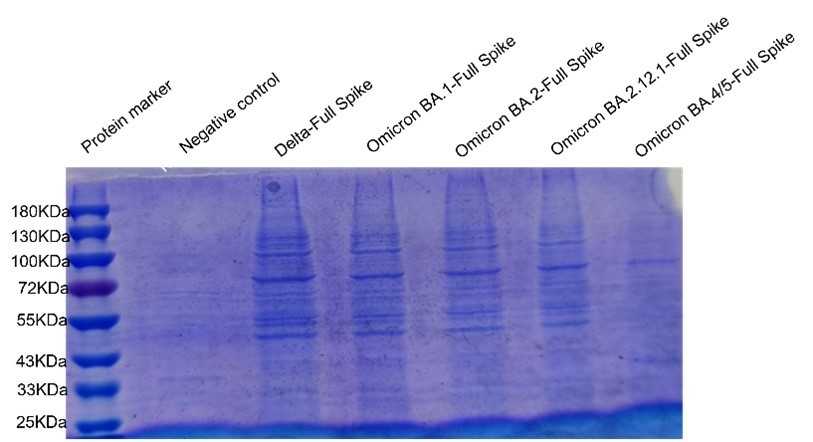 Protein marker
Negative control
Delta-Full Spike
Omicron BA.1-Full Spike
Omicron BA.2-Full Spike
Omicron BA.2.12.1-Full Spike
Omicron BA.4/5-Full Spike
180KDa
130KDa
100KDa
72KDa
55KDa
43KDa
33KDa
25KDa